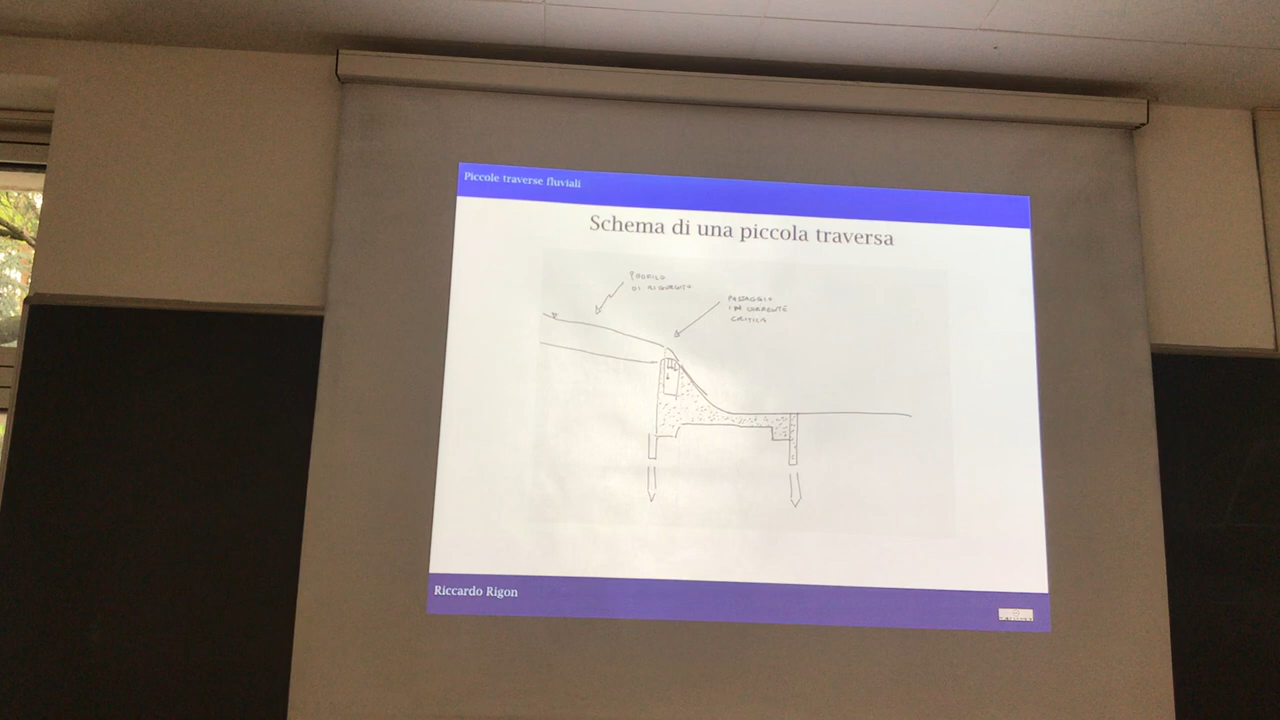 Piccole traverse fluviali
Schema di una piccola traversa
PROFILO
DI RIGURGITO
PASSAGGIO
IN CORRENTE
CRITICA
Riccardo Rigon